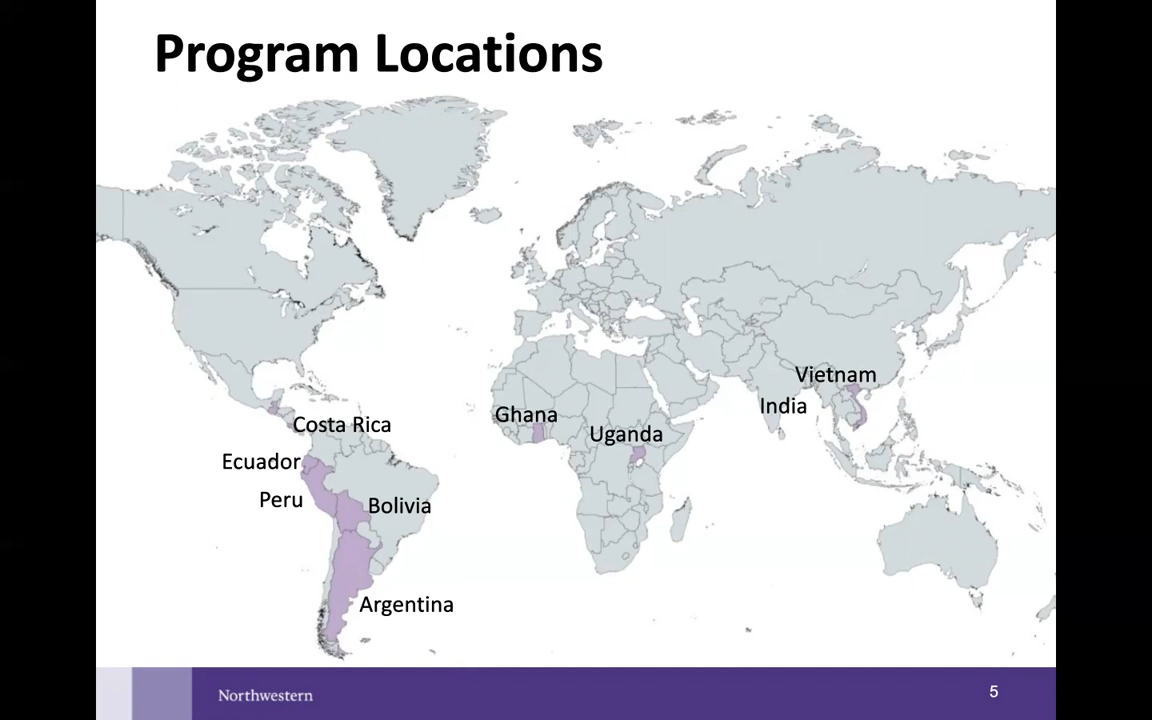 Program Locations
Vietnam
India
Ghana
Costa Rica
Uganda
Ecuador
Peru
Bolivia
Argentina
Northwestern
5